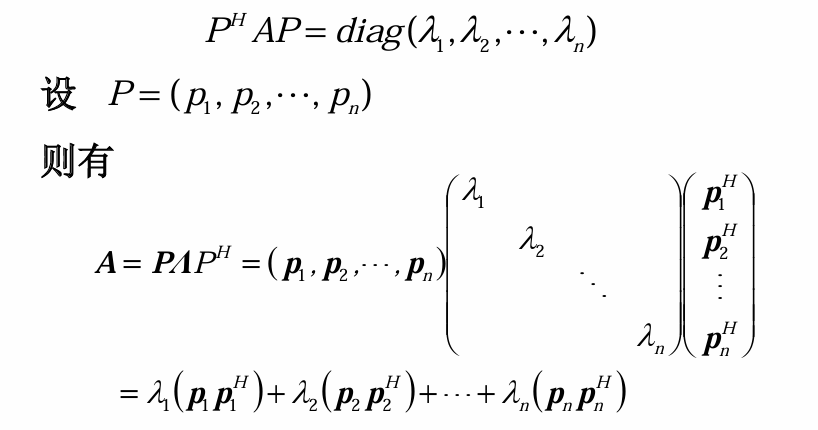 P^H AP = diag(λ₁, λ₂, ⋯, λₙ)
设 P = (p₁, p₂, ⋯, pₙ)
则有
A = PΛP^H = (p₁, p₂, ⋯, pₙ) (λ₁ λ₂ ⋱ λₙ) (p₁^H p₂^H ⋮ pₙ^H)
= λ₁(p₁p₁^H) + λ₂(p₂p₂^H) + ⋯ + λₙ(pₙpₙ^H)